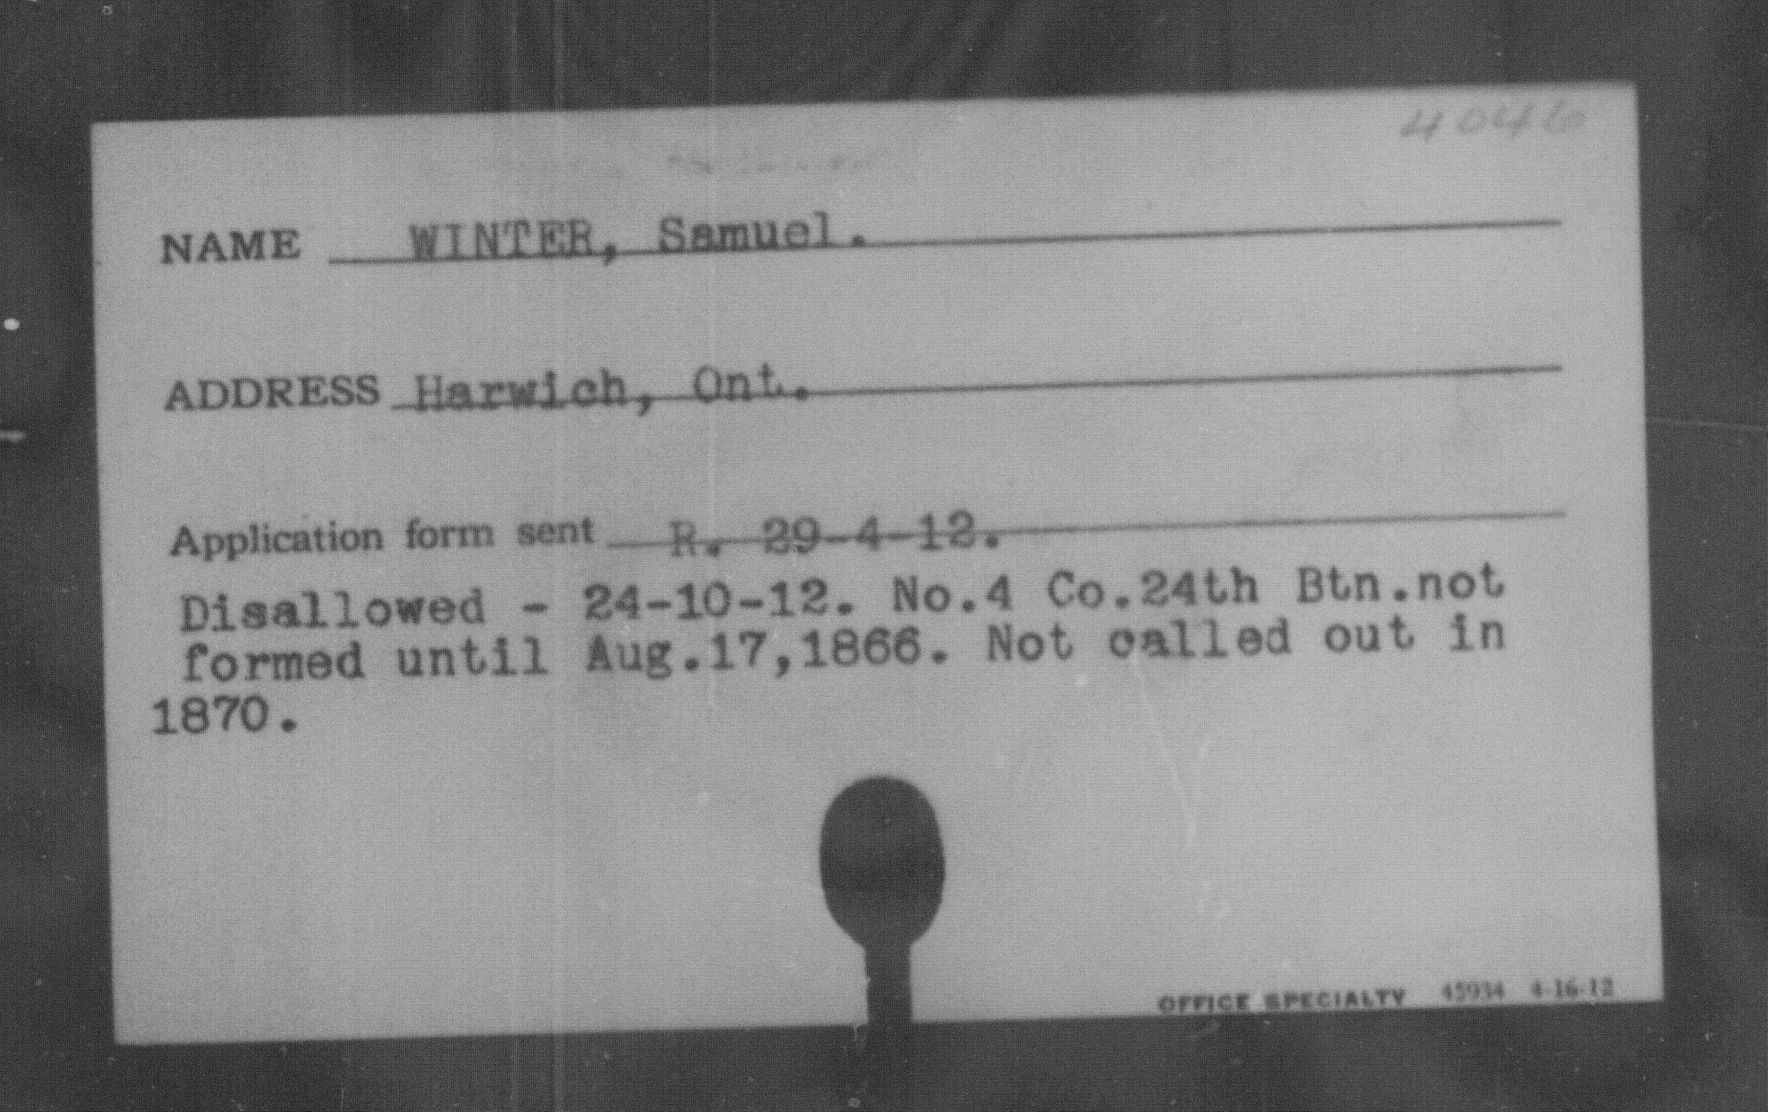 4046
NAME WINTER, Samuel.
ADDRESS Harwich, Ont.
Application form sent R. 29-4-12.
Disallowed - 24-10-12. No.4 Co.24th Btn.not
formed until Aug.17,1866. Not called out in
1870.
OFFICE SPECIALTY 45934 4-16-12